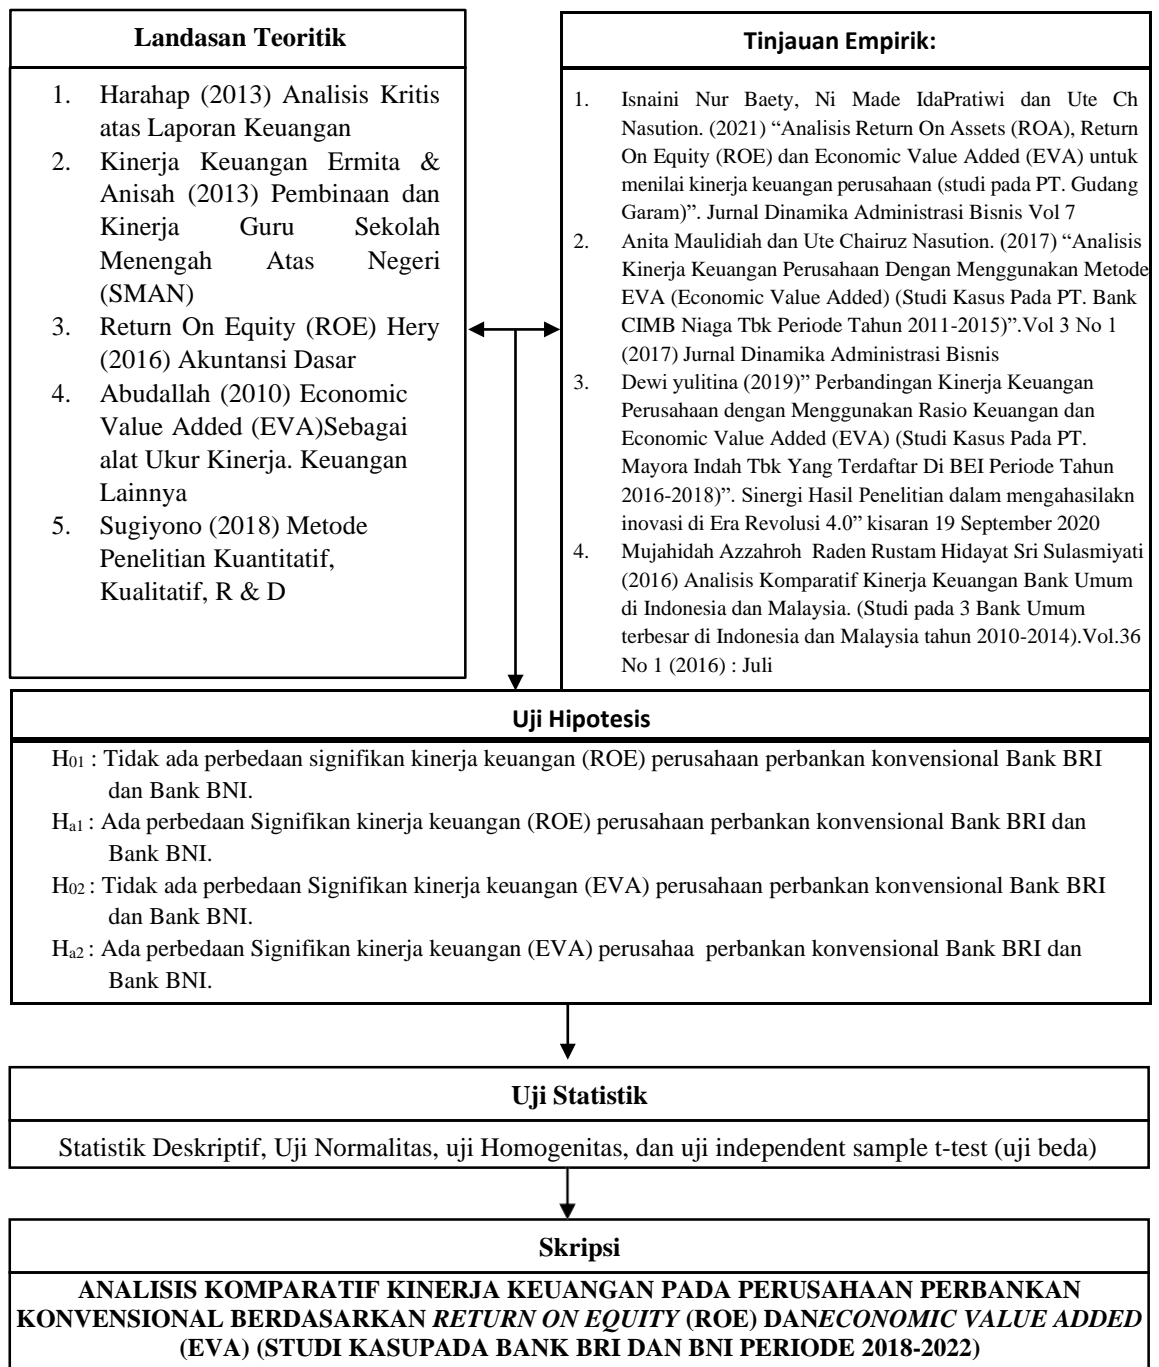 Landasan Teoritik
1. Harahap (2013) Analisis Kritis
atas Laporan Keuangan
2. Kinerja Keuangan Ermita &
Anisah (2013) Pembinaan dan
Kinerja Guru Sekolah
Menengah Atas Negeri
(SMAN)
3. Return On Equity (ROE) Hery
(2016) Akuntansi Dasar
4. Abudallah (2010) Economic
Value Added (EVA)Sebagai
alat Ukur Kinerja. Keuangan
Lainnya
5. Sugiyono (2018) Metode
Penelitian Kuantitatif,
Kualitatif, R & D
Tinjauan Empirik:
1. Isnaini Nur Baety, Ni Made IdaPratiwi dan Ute Ch
Nasution. (2021) “Analisis Return On Assets (ROA), Return
On Equity (ROE) dan Economic Value Added (EVA) untuk
menilai kinerja keuangan perusahaan (studi pada PT. Gudang
Garam)”. Jurnal Dinamika Administrasi Bisnis Vol 7
2. Anita Maulidiah dan Ute Chairuz Nasution. (2017) “Analisis
Kinerja Keuangan Perusahaan Dengan Menggunakan Metode
EVA (Economic Value Added) (Studi Kasus Pada PT. Bank
CIMB Niaga Tbk Periode Tahun 2011-2015)”.Vol 3 No 1
(2017) Jurnal Dinamika Administrasi Bisnis
3. Dewi yulitina (2019)” Perbandingan Kinerja Keuangan
Perusahaan dengan Menggunakan Rasio Keuangan dan
Economic Value Added (EVA) (Studi Kasus Pada PT.
Mayora Indah Tbk Yang Terdaftar Di BEI Periode Tahun
2016-2018)”. Sinergi Hasil Penelitian dalam mengahasilakn
inovasi di Era Revolusi 4.0” kisaran 19 September 2020
4. Mujahidah Azzahroh Raden Rustam Hidayat Sri Sulasmiyati
(2016) Analisis Komparatif Kinerja Keuangan Bank Umum
di Indonesia dan Malaysia. (Studi pada 3 Bank Umum
terbesar di Indonesia dan Malaysia tahun 2010-2014).Vol.36
No 1 (2016) : Juli
Uji Hipotesis
H01 : Tidak ada perbedaan signifikan kinerja keuangan (ROE) perusahaan perbankan konvensional Bank BRI
dan Bank BNI.
Ha1 : Ada perbedaan Signifikan kinerja keuangan (ROE) perusahaan perbankan konvensional Bank BRI dan
Bank BNI.
H02 : Tidak ada perbedaan Signifikan kinerja keuangan (EVA) perusahaan perbankan konvensional Bank BRI
dan Bank BNI.
Ha2 : Ada perbedaan Signifikan kinerja keuangan (EVA) perusahaa perbankan konvensional Bank BRI dan
Bank BNI.
Uji Statistik
Statistik Deskriptif, Uji Normalitas, uji Homogenitas, dan uji independent sample t-test (uji beda)
Skripsi
ANALISIS KOMPARATIF KINERJA KEUANGAN PADA PERUSAHAAN PERBANKAN
KONVENSIONAL BERDASARKAN RETURN ON EQUITY (ROE) DANECONOMIC VALUE ADDED
(EVA) (STUDI KASUPADA BANK BRI DAN BNI PERIODE 2018-2022)